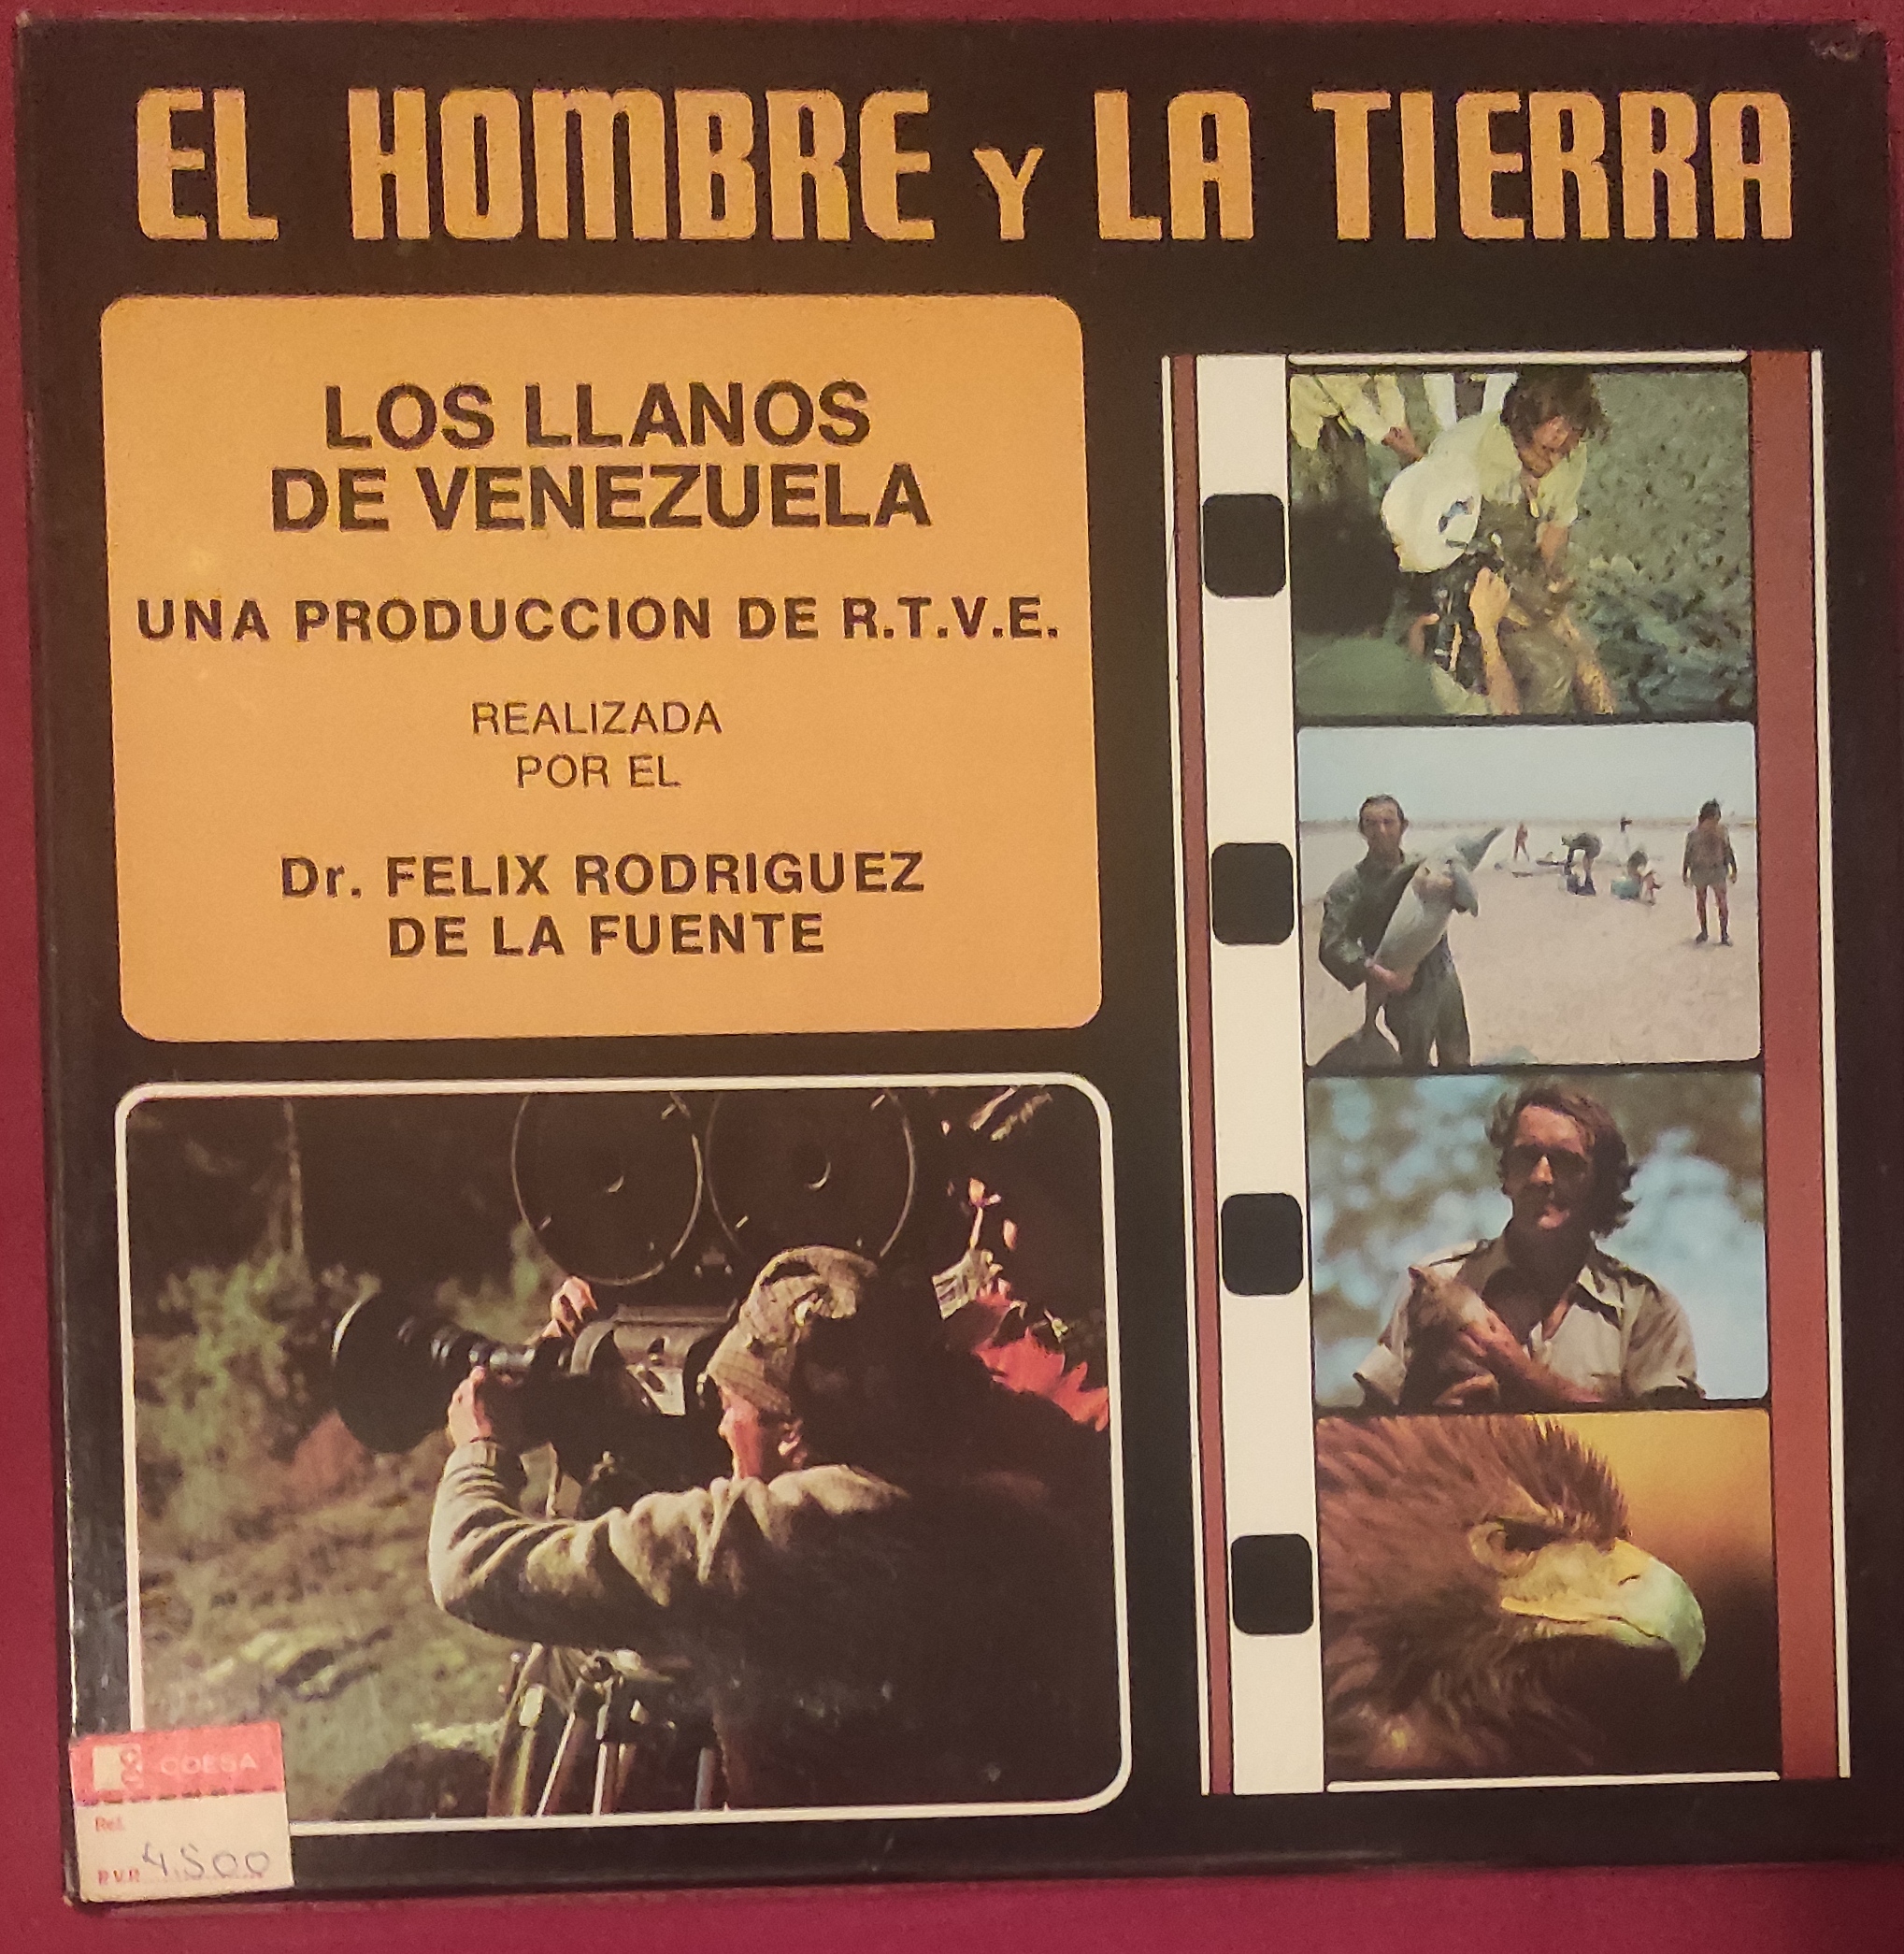 EL HOMBRE Y LA TIERRA
LOS LLANOS
DE VENEZUELA
UNA PRODUCCION DE R.T.V.E.
REALIZADA
POR EL
Dr. FELIX RODRIGUEZ
DE LA FUENTE
COESA
Ref.
P.V.P. 4.500